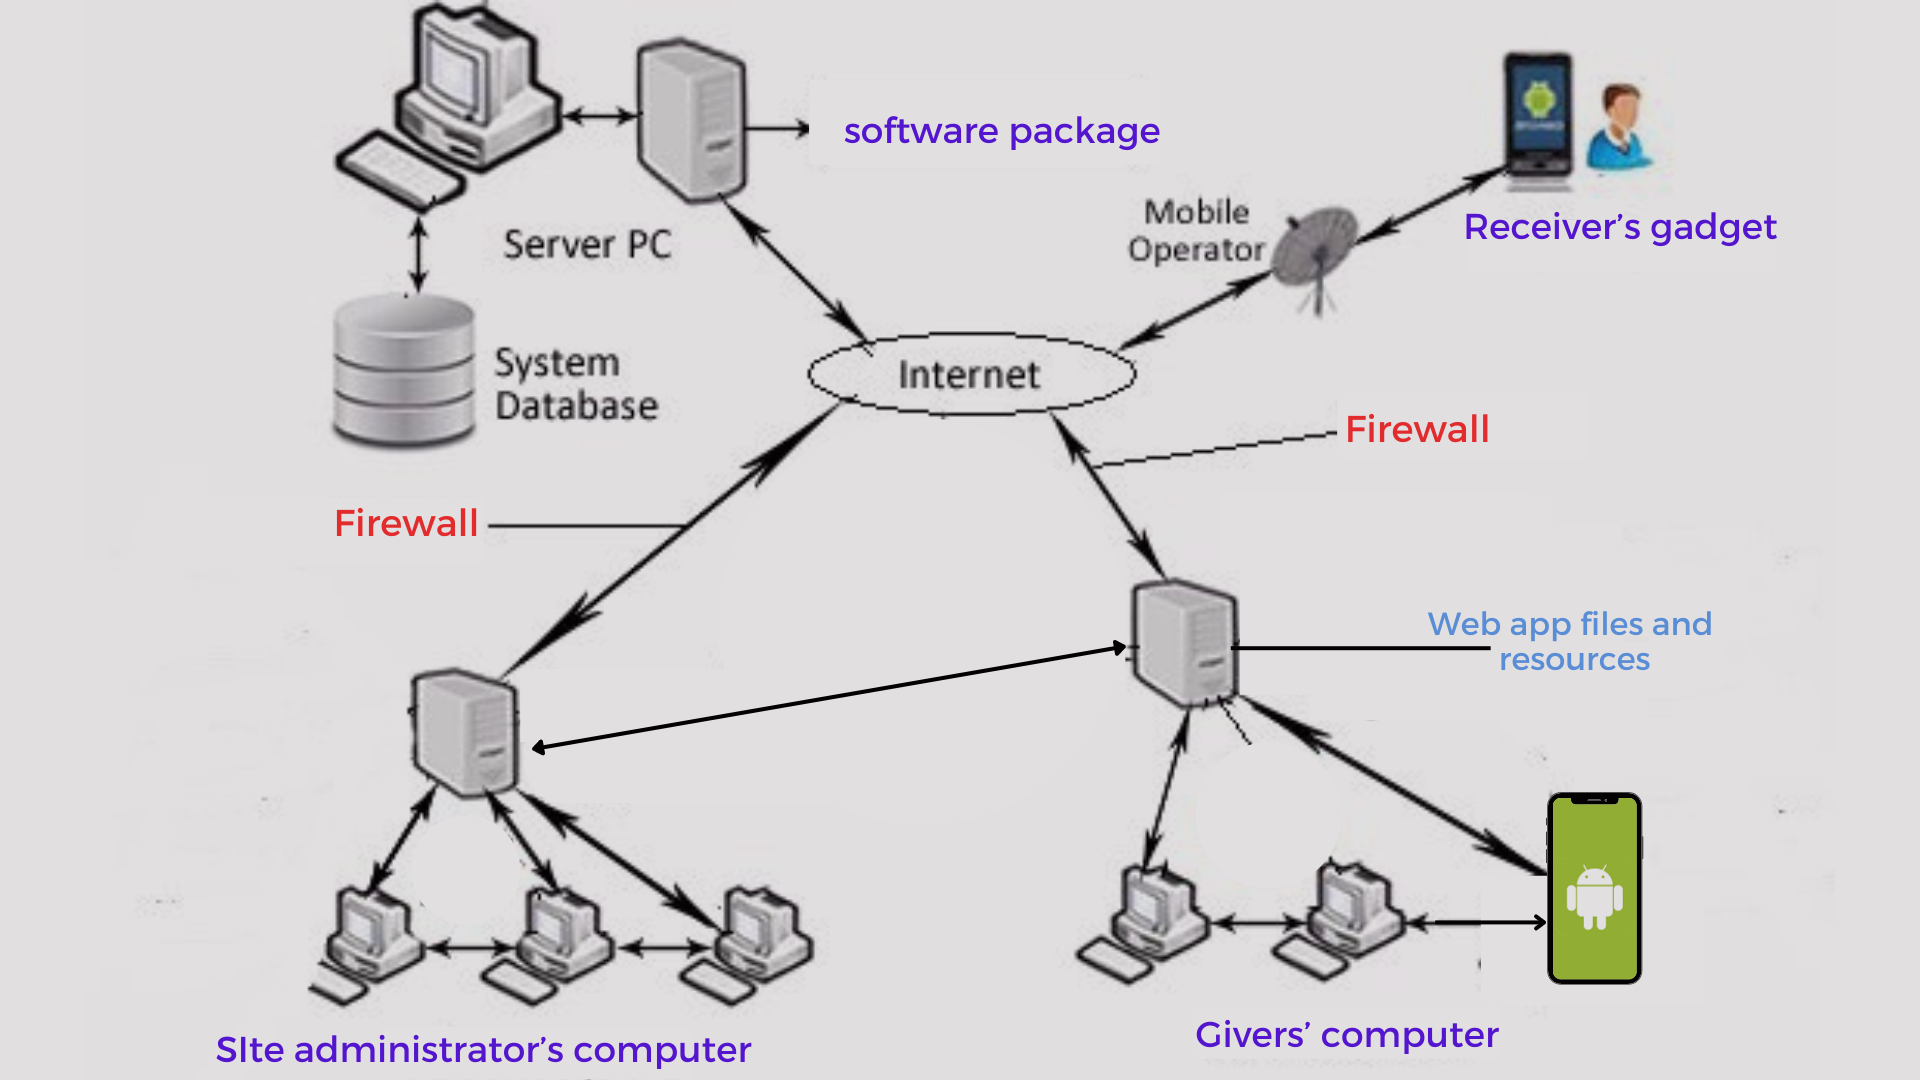 software package
Server PC
Mobile
Operator
Receiver’s gadget
System
Database
Internet
Firewall
Firewall
Web app files and
resources
SIte administrator’s computer
Givers’ computer